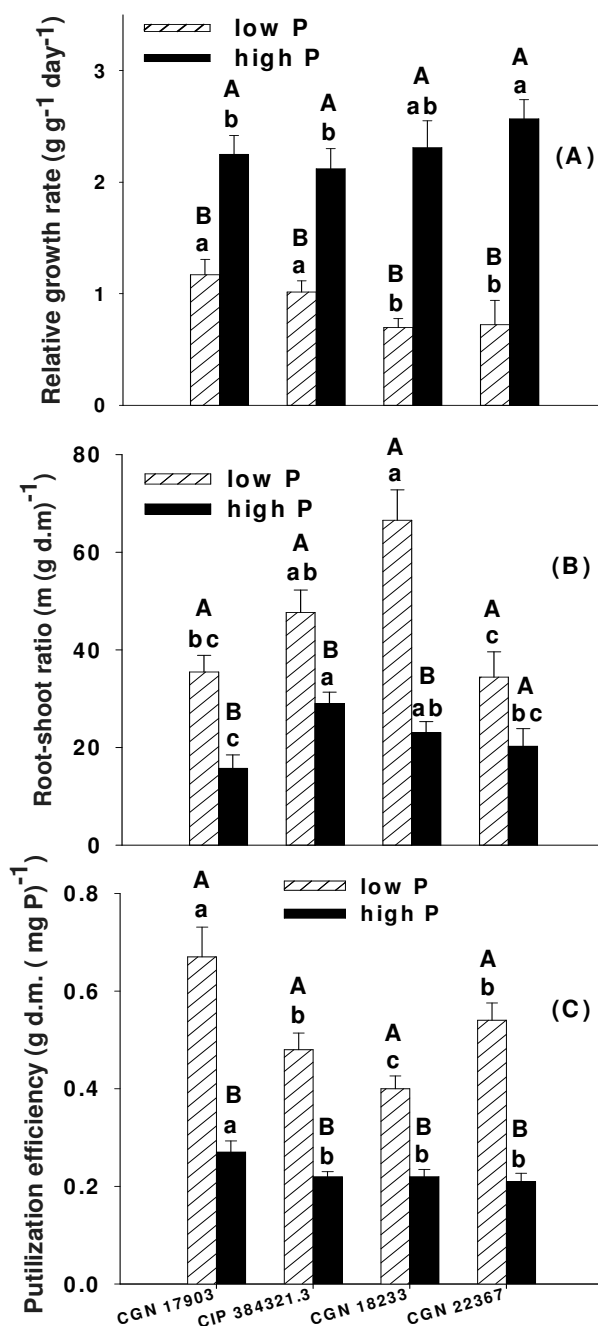 low P
high P
Relative growth rate (g g-1 day-1)
3
2
1
0
(A)
A
b
A
b
A
ab
A
a
B
a
B
a
B
b
B
b
Root-shoot ratio (m (g d.m)-1
80
60
40
20
0
low P
high P
(B)
A
bc
B
c
A
ab
B
a
A
a
B
ab
A
c
A
bc
Putilization efficiency (g d.m. ( mg P)-1
0.8
0.6
0.4
0.2
0.0
low P
high P
(C)
A
a
B
a
A
b
B
b
A
c
B
b
A
b
B
b
CGN 17903
CIP 384321.3
CGN 18233
CGN 22367